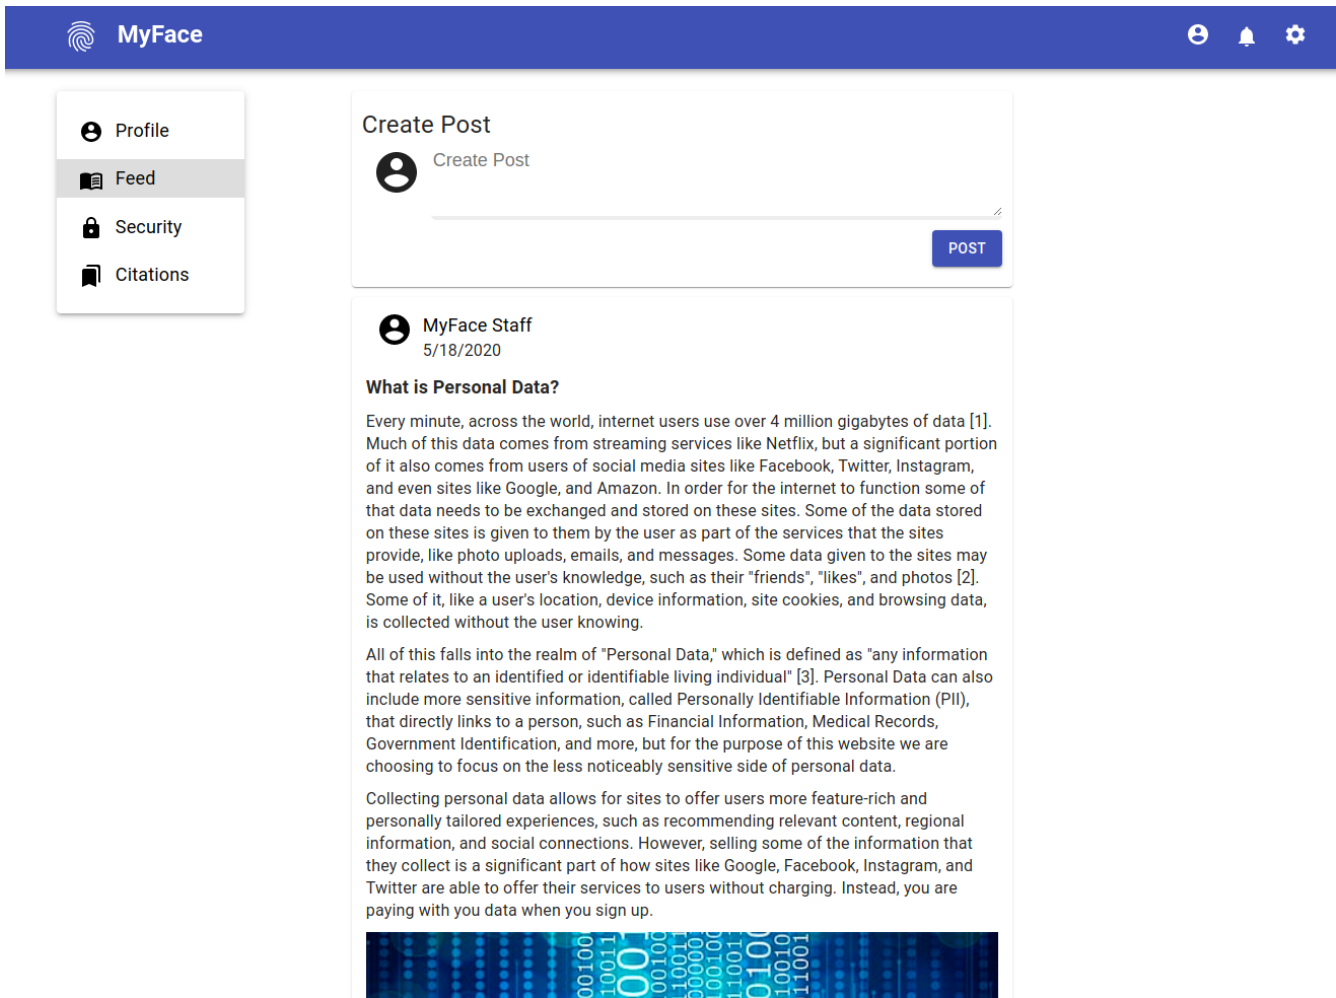 MyFace
Profile
Feed
Security
Citations
Create Post
Create Post
POST
MyFace Staff
5/18/2020
What is Personal Data?
Every minute, across the world, internet users use over 4 million gigabytes of data [1].
Much of this data comes from streaming services like Netflix, but a significant portion
of it also comes from users of social media sites like Facebook, Twitter, Instagram,
and even sites like Google, and Amazon. In order for the internet to function some of
that data needs to be exchanged and stored on these sites. Some of the data stored
on these sites is given to them by the user as part of the services that the sites
provide, like photo uploads, emails, and messages. Some data given to the sites may
be used without the user's knowledge, such as their "friends", "likes", and photos [2].
Some of it, like a user's location, device information, site cookies, and browsing data,
is collected without the user knowing.
All of this falls into the realm of "Personal Data," which is defined as "any information
that relates to an identified or identifiable living individual" [3]. Personal Data can also
include more sensitive information, called Personally Identifiable Information (PII),
that directly links to a person, such as Financial Information, Medical Records,
Government Identification, and more, but for the purpose of this website we are
choosing to focus on the less noticeably sensitive side of personal data.
Collecting personal data allows for sites to offer users more feature-rich and
personally tailored experiences, such as recommending relevant content, regional
information, and social connections. However, selling some of the information that
they collect is a significant part of how sites like Google, Facebook, Instagram, and
Twitter are able to offer their services to users without charging. Instead, you are
paying with you data when you sign up.